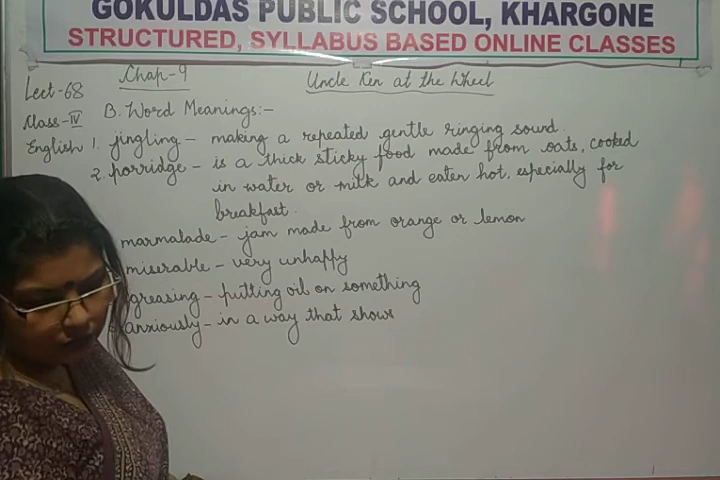 GOKULDAS PUBLIC SCHOOL, KHARGONE
STRUCTURED, SYLLABUS BASED ONLINE CLASSES
Lect-68
Chap-9
Uncle Ken at the Wheel
Class-IV
B. Word Meanings:-
English
1. jingling - making a repeated gentle ringing sound.
2. porridge - is a thick sticky food made from oats, cooked
in water or milk and eaten hot, especially for
breakfast.
marmalade - jam made from orange or lemon
miserable - very unhappy
greasing - putting oil on something
anxiously - in a way that shows